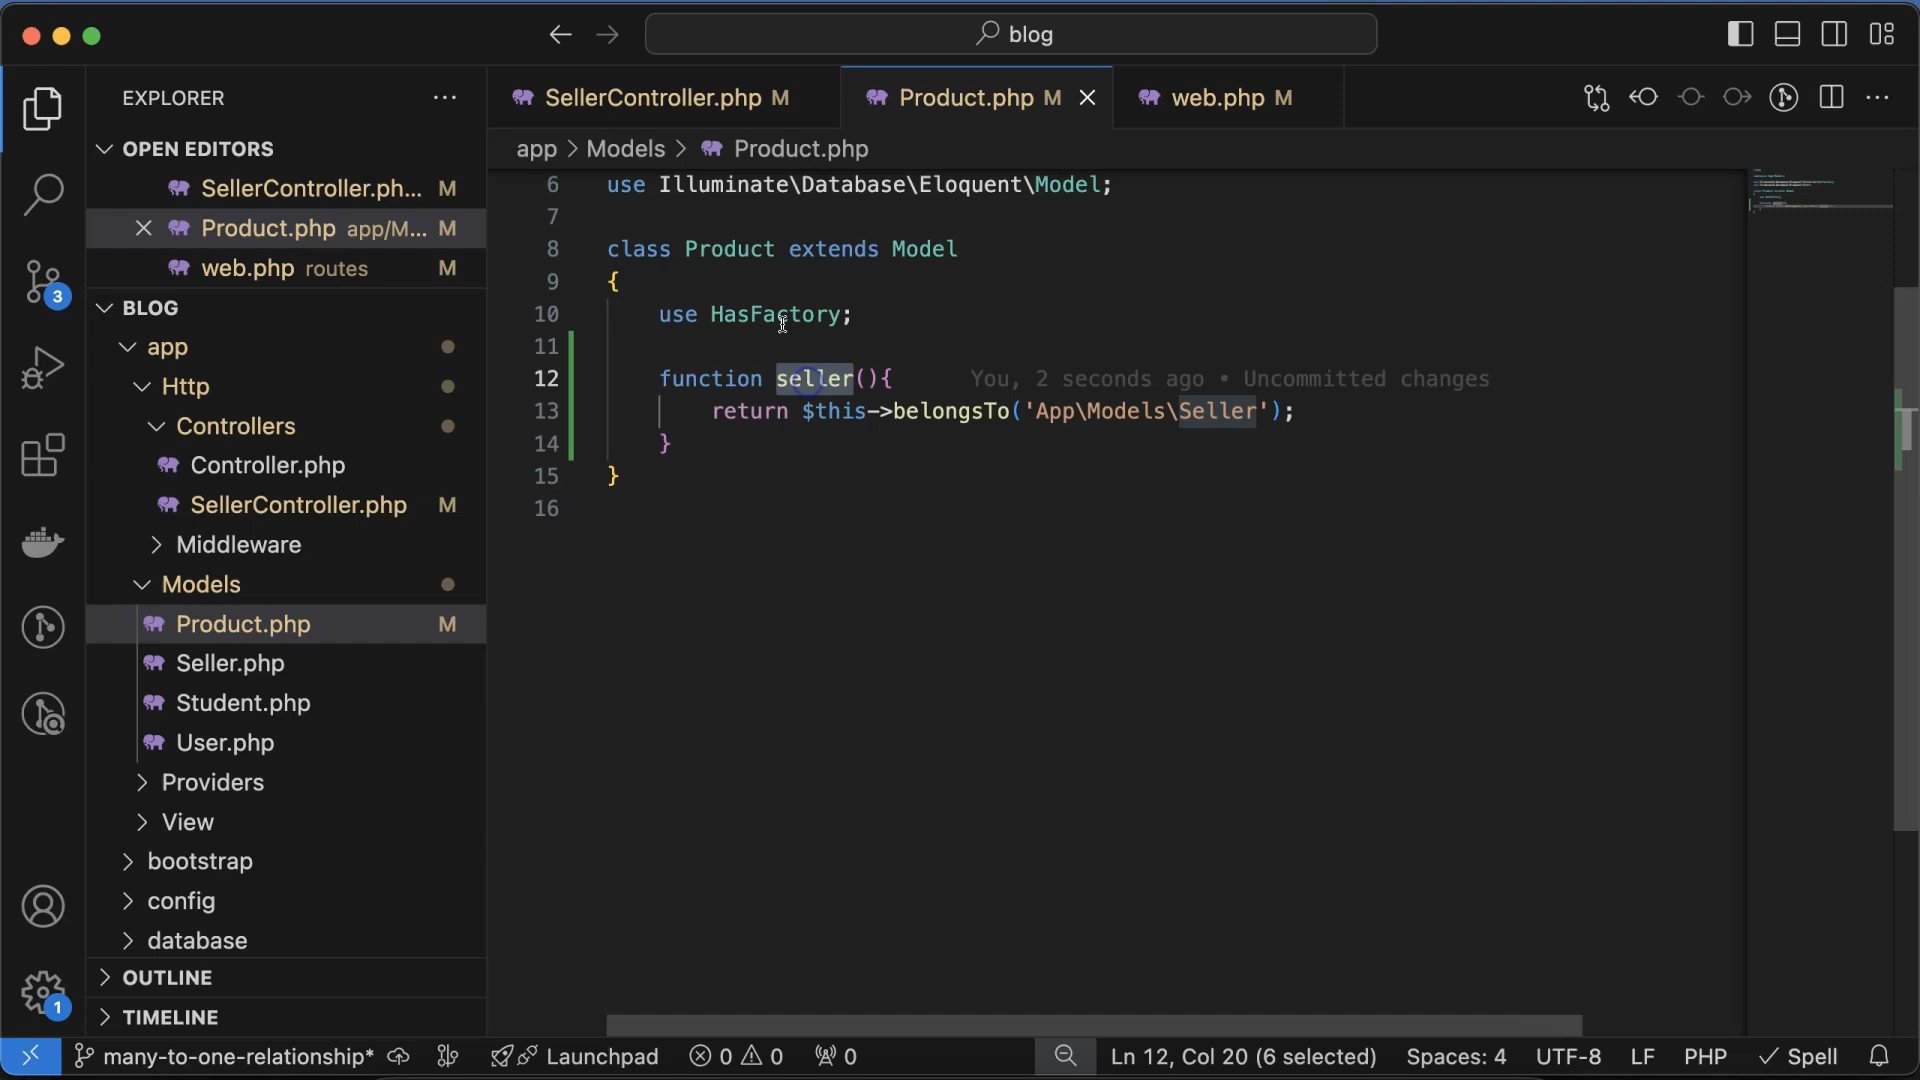 blog
EXPLORER
SellerController.php M
Product.php M
web.php M
OPEN EDITORS
SellerController.ph... M
Product.php app/M... M
web.php routes M
BLOG
app
Http
Controllers
Controller.php
SellerController.php M
Middleware
Models
Product.php M
Seller.php
Student.php
User.php
Providers
View
bootstrap
config
database
OUTLINE
TIMELINE
app > Models > Product.php
6 use Illuminate\Database\Eloquent\Model;
7
8 class Product extends Model
9 {
10 use HasFactory;
11
12 function seller(){ You, 2 seconds ago • Uncommitted changes
13 return $this->belongsTo('App\Models\Seller');
14 }
15 }
16
3
1
many-to-one-relationship* Launchpad 0 0 0 Ln 12, Col 20 (6 selected) Spaces: 4 UTF-8 LF PHP Spell